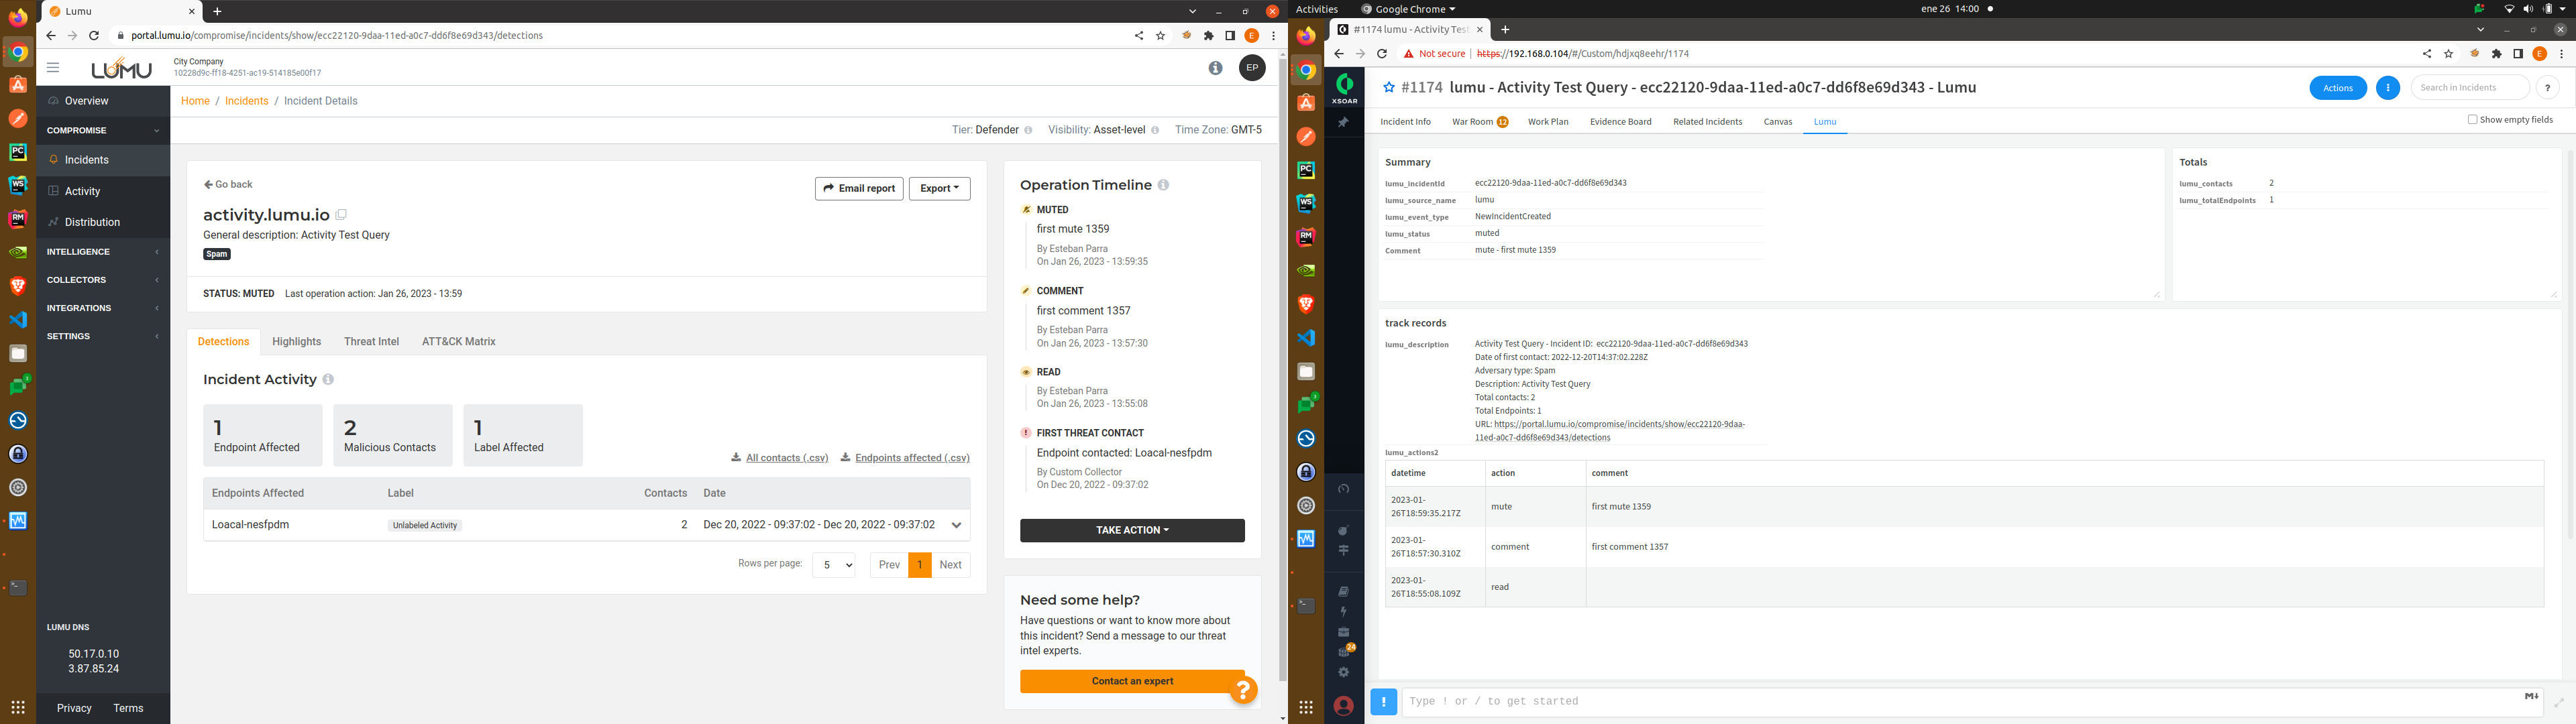 Lumu
portal.lumu.io/compromise/incidents/show/ecc22120-9daa-11ed-a0c7-dd6f8e69d343/detections
E
LUMU
City Company
10228d9c-ff18-4251-ac19-514185e00f17
EP
Overview
COMPROMISE
Incidents
Activity
Distribution
INTELLIGENCE
COLLECTORS
INTEGRATIONS
SETTINGS
LUMU DNS
50.17.0.10
3.87.85.24
Privacy Terms
Home / Incidents / Incident Details
Tier: Defender Visibility: Asset-level Time Zone: GMT-5
Go back
Email report
Export
activity.lumu.io
General description: Activity Test Query
Spam
STATUS: MUTED Last operation action: Jan 26, 2023 - 13:59
Detections Highlights Threat Intel ATT&CK Matrix
Incident Activity
1
Endpoint Affected
2
Malicious Contacts
1
Label Affected
All contacts (.csv) Endpoints affected (.csv)
Endpoints Affected Label Contacts Date
Loacal-nesfpdm Unlabeled Activity 2 Dec 20, 2022 - 09:37:02 - Dec 20, 2022 - 09:37:02
Rows per page: 5 Prev 1 Next
Operation Timeline
MUTED
first mute 1359
By Esteban Parra
On Jan 26, 2023 - 13:59:35
COMMENT
first comment 1357
By Esteban Parra
On Jan 26, 2023 - 13:57:30
READ
By Esteban Parra
On Jan 26, 2023 - 13:55:08
FIRST THREAT CONTACT
Endpoint contacted: Loacal-nesfpdm
By Custom Collector
On Dec 20, 2022 - 09:37:02
TAKE ACTION
Need some help?
Have questions or want to know more about
this incident? Send a message to our threat
intel experts.
Contact an expert
?
Activities Google Chrome ene 26 14:00
#1174 lumu - Activity Test
Not secure https://192.168.0.104/#/Custom/hdjxq8eehr/1174
E
XSOAR
24
#1174 lumu - Activity Test Query - ecc22120-9daa-11ed-a0c7-dd6f8e69d343 - Lumu
Actions
Search in Incidents
?
Incident Info War Room 12 Work Plan Evidence Board Related Incidents Canvas Lumu
Show empty fields
Summary
lumu_incidentId ecc22120-9daa-11ed-a0c7-dd6f8e69d343
lumu_source_name lumu
lumu_event_type NewIncidentCreated
lumu_status muted
Comment mute - first mute 1359
Totals
lumu_contacts 2
lumu_totalEndpoints 1
track records
lumu_description Activity Test Query - Incident ID: ecc22120-9daa-11ed-a0c7-dd6f8e69d343
Date of first contact: 2022-12-20T14:37:02.228Z
Adversary type: Spam
Description: Activity Test Query
Total contacts: 2
Total Endpoints: 1
URL: https://portal.lumu.io/compromise/incidents/show/ecc22120-9daa-
11ed-a0c7-dd6f8e69d343/detections
lumu_actions2
datetime action comment
2023-01-
26T18:59:35.217Z mute first mute 1359
2023-01-
26T18:57:30.310Z comment first comment 1357
2023-01-
26T18:55:08.109Z read
! Type ! or / to get started
M